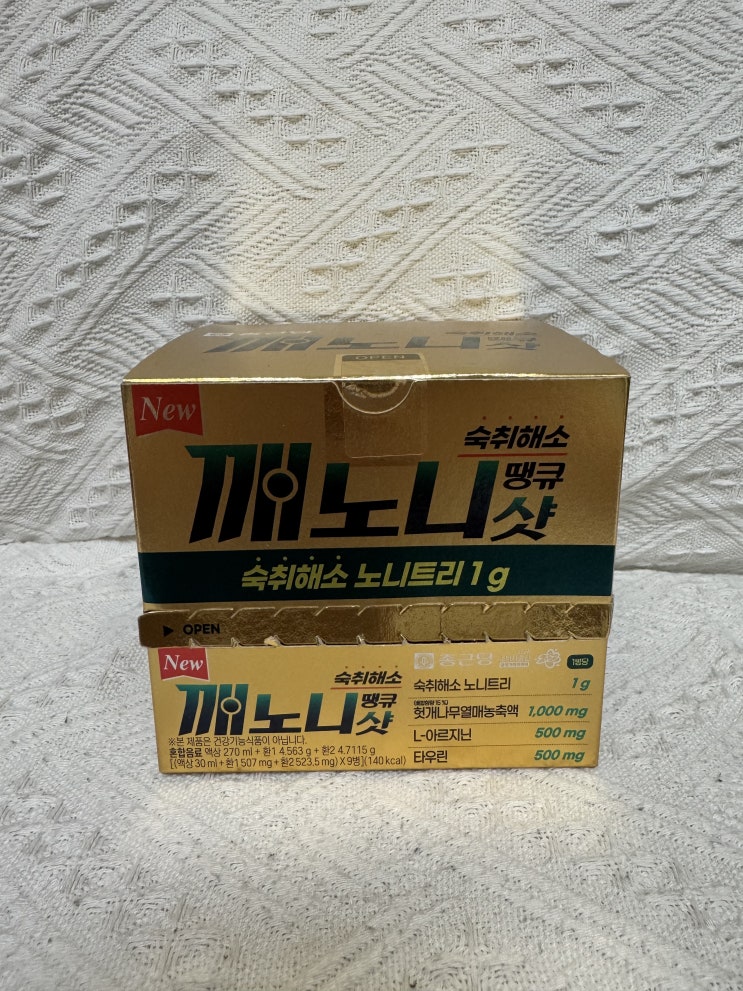 New
숙취해소
깨노니
땡큐
샷
숙취해소 노니트리 1 g
▶ OPEN
New
숙취해소
깨노니
땡큐
샷
종근당
1병당
숙취해소 노니트리 1 g
헛개나무열매농축액 1,000 mg
L-아르지닌 500 mg
타우린 500 mg
※본 제품은 건강기능식품이 아닙니다.
혼합음료 액상 270 ml + 환1 4.563 g + 환2 4.7115 g
[(액상 30 ml + 환1 507 mg + 환2 523.5 mg) X 9병](140 kcal)